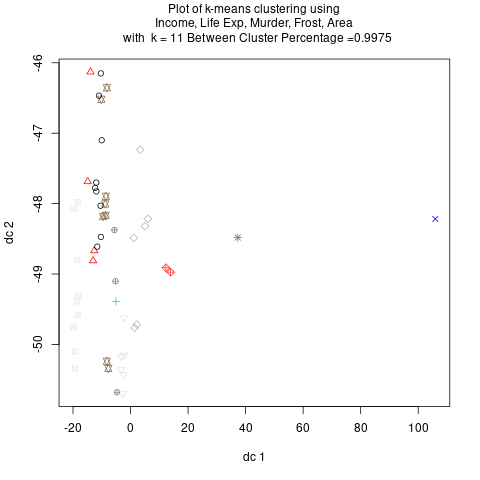 Plot of k-means clustering using
Income, Life Exp, Murder, Frost, Area
with k = 11 Between Cluster Percentage =0.9975
-46
-47
-48
-49
-50
dc 2
-20
0
20
40
60
80
100
dc 1